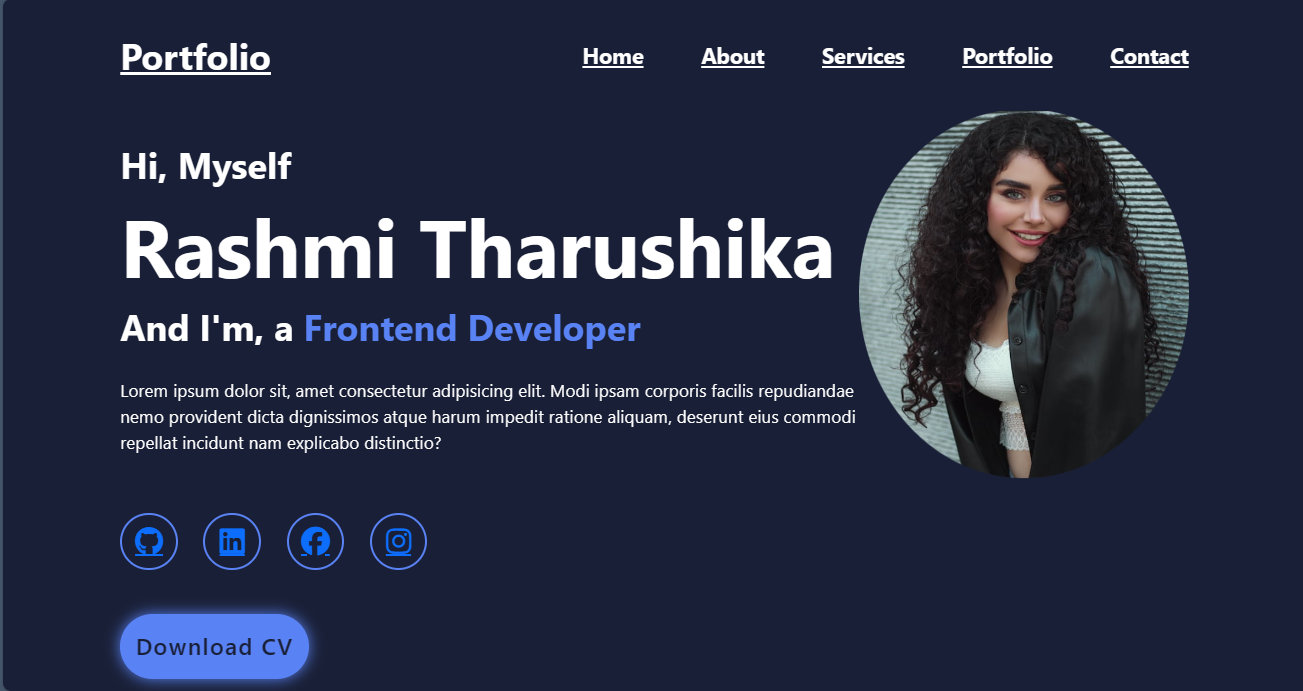 Portfolio
Home About Services Portfolio Contact
Hi, Myself
Rashmi Tharushika
And I'm, a Frontend Developer
Lorem ipsum dolor sit, amet consectetur adipisicing elit. Modi ipsam corporis facilis repudiandae
nemo provident dicta dignissimos atque harum impedit ratione aliquam, deserunt eius commodi
repellat incidunt nam explicabo distinctio?
Download CV